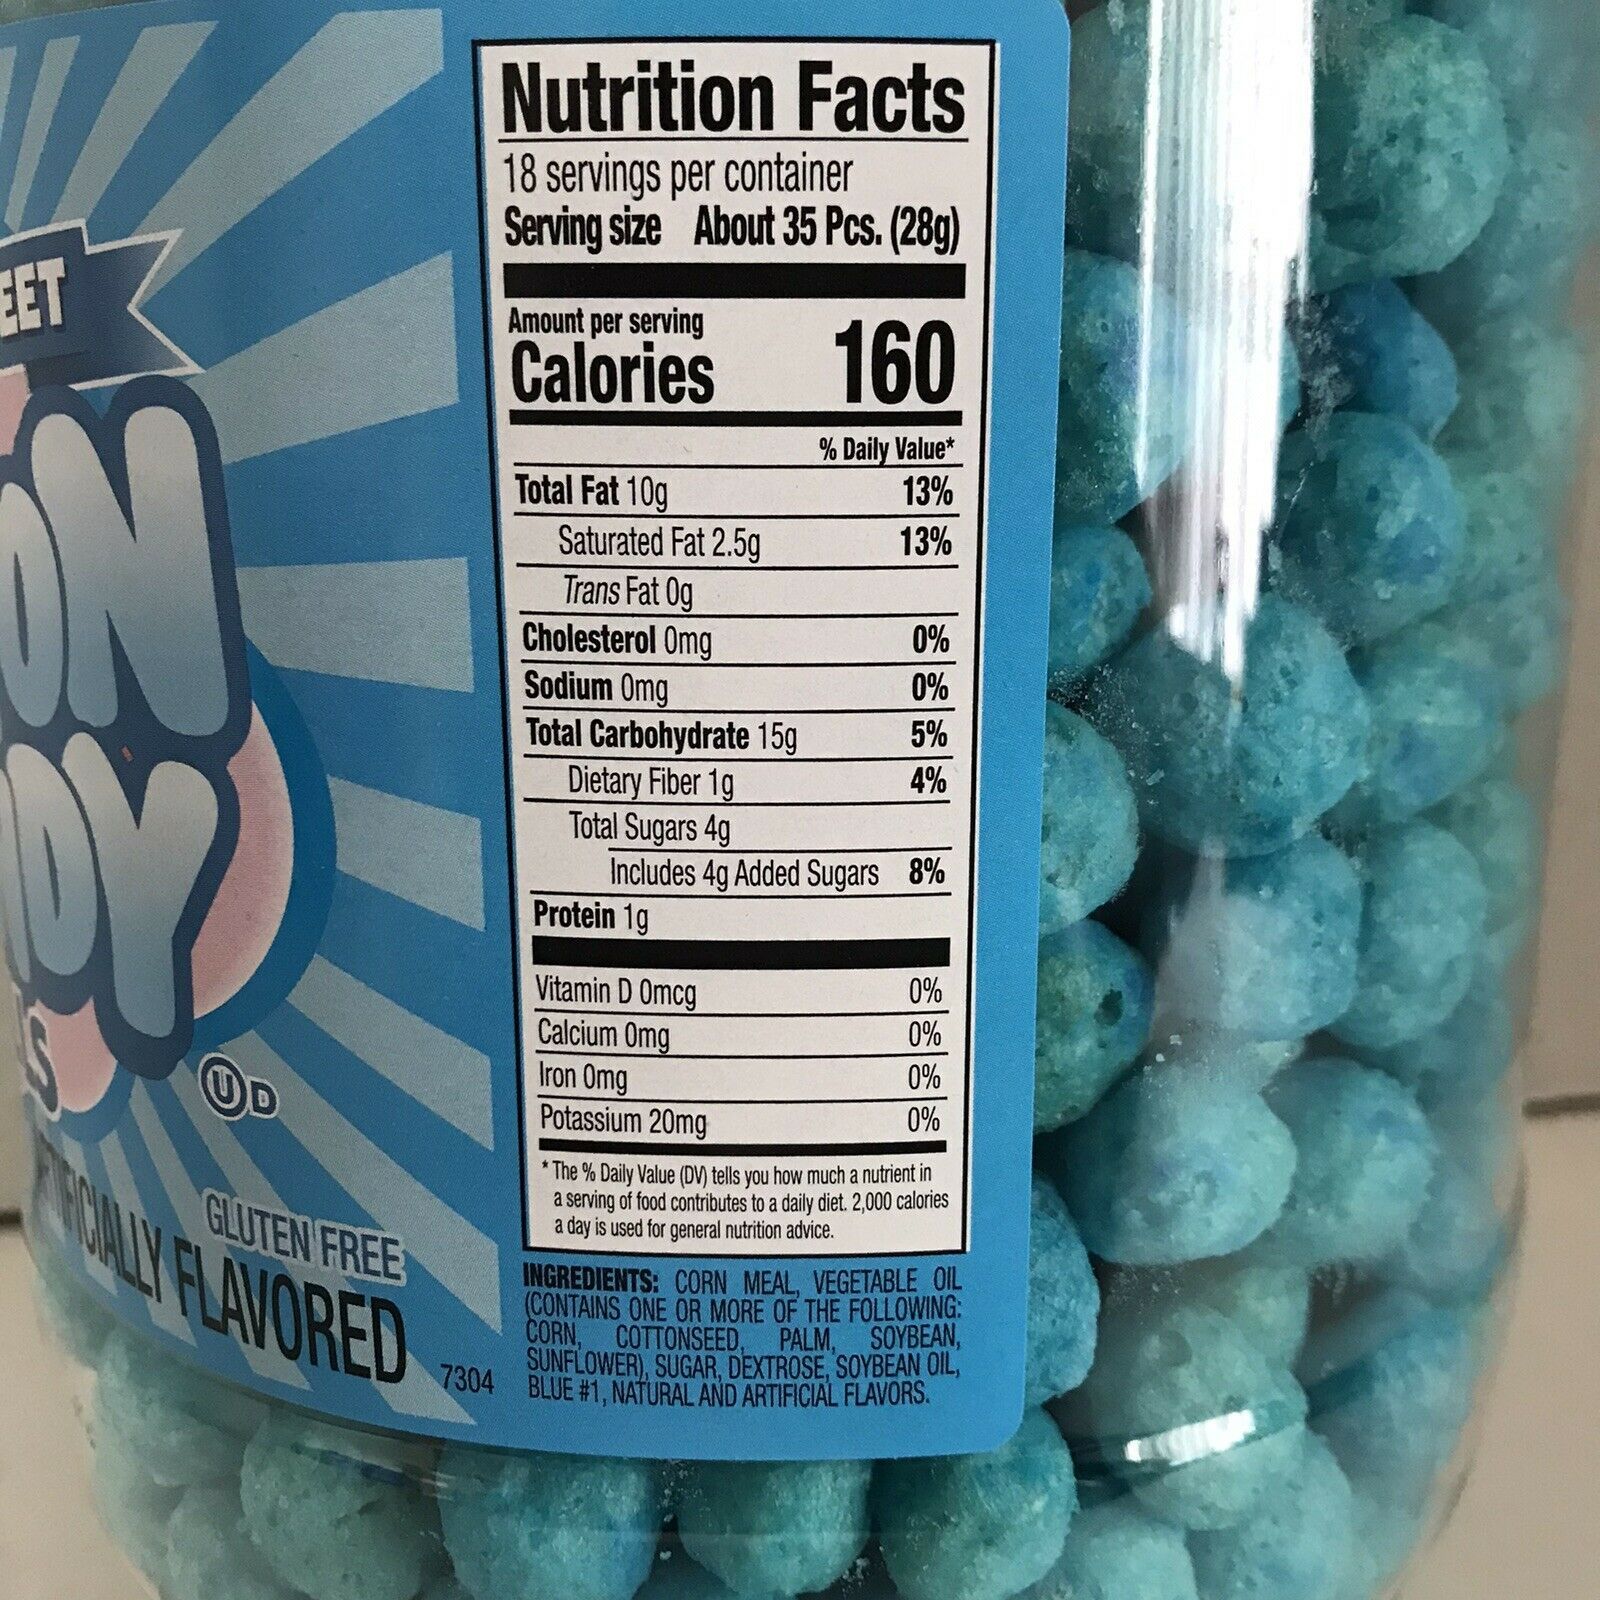 EET
ON
DY
LS
U D
GLUTEN FREE
FLAVORED
7304
Nutrition Facts
18 servings per container
Serving size About 35 Pcs. (28g)
Amount per serving
Calories 160
% Daily Value*
Total Fat 10g 13%
Saturated Fat 2.5g 13%
Trans Fat 0g
Cholesterol 0mg 0%
Sodium 0mg 0%
Total Carbohydrate 15g 5%
Dietary Fiber 1g 4%
Total Sugars 4g
Includes 4g Added Sugars 8%
Protein 1g
Vitamin D 0mcg 0%
Calcium 0mg 0%
Iron 0mg 0%
Potassium 20mg 0%
* The % Daily Value (DV) tells you how much a nutrient in
a serving of food contributes to a daily diet. 2,000 calories
a day is used for general nutrition advice.
INGREDIENTS: CORN MEAL, VEGETABLE OIL
(CONTAINS ONE OR MORE OF THE FOLLOWING:
CORN, COTTONSEED, PALM, SOYBEAN,
SUNFLOWER), SUGAR, DEXTROSE, SOYBEAN OIL,
BLUE #1, NATURAL AND ARTIFICIAL FLAVORS.